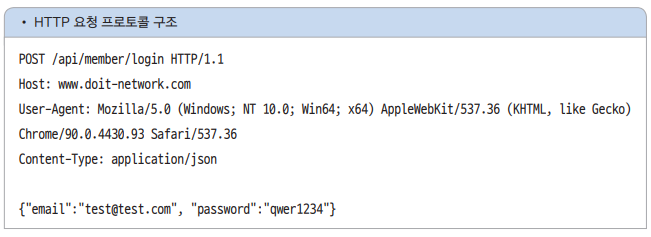 • HTTP 요청 프로토콜 구조
POST /api/member/login HTTP/1.1
Host: www.doit-network.com
User-Agent: Mozilla/5.0 (Windows; NT 10.0; Win64; x64) AppleWebKit/537.36 (KHTML, like Gecko)
Chrome/90.0.4430.93 Safari/537.36
Content-Type: application/json

{"email":"test@test.com", "password":"qwer1234"}